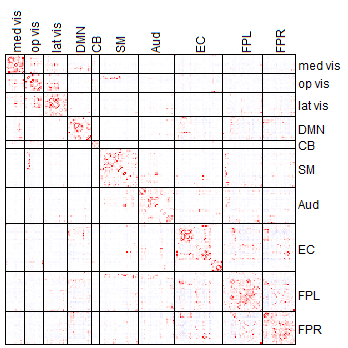 med vis
op vis
lat vis
DMN
CB
SM
Aud
EC
FPL
FPR
med vis
op vis
lat vis
DMN
CB
SM
Aud
EC
FPL
FPR